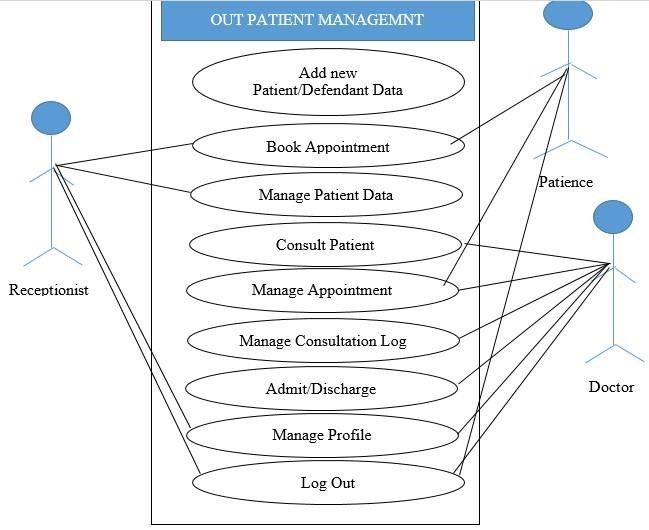 OUT PATIENT MANAGEMNT
Add new
Patient/Defendant Data
Book Appointment
Manage Patient Data
Consult Patient
Manage Appointment
Manage Consultation Log
Admit/Discharge
Manage Profile
Log Out
Receptionist
Patience
Doctor